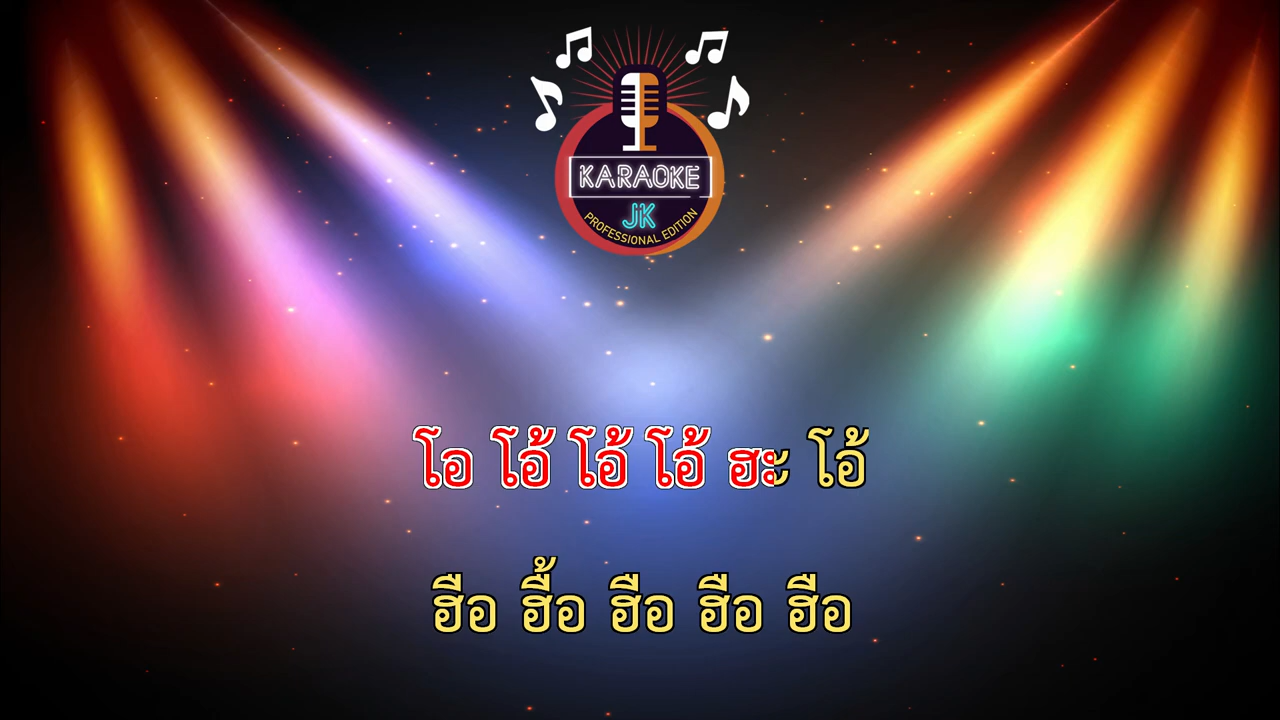 KARAOKE
JK
PROFESSIONAL EDITION
โอ โอ้ โอ้ โอ้ ฮะ โอ้
ฮือ ฮื้อ ฮือ ฮือ ฮือ